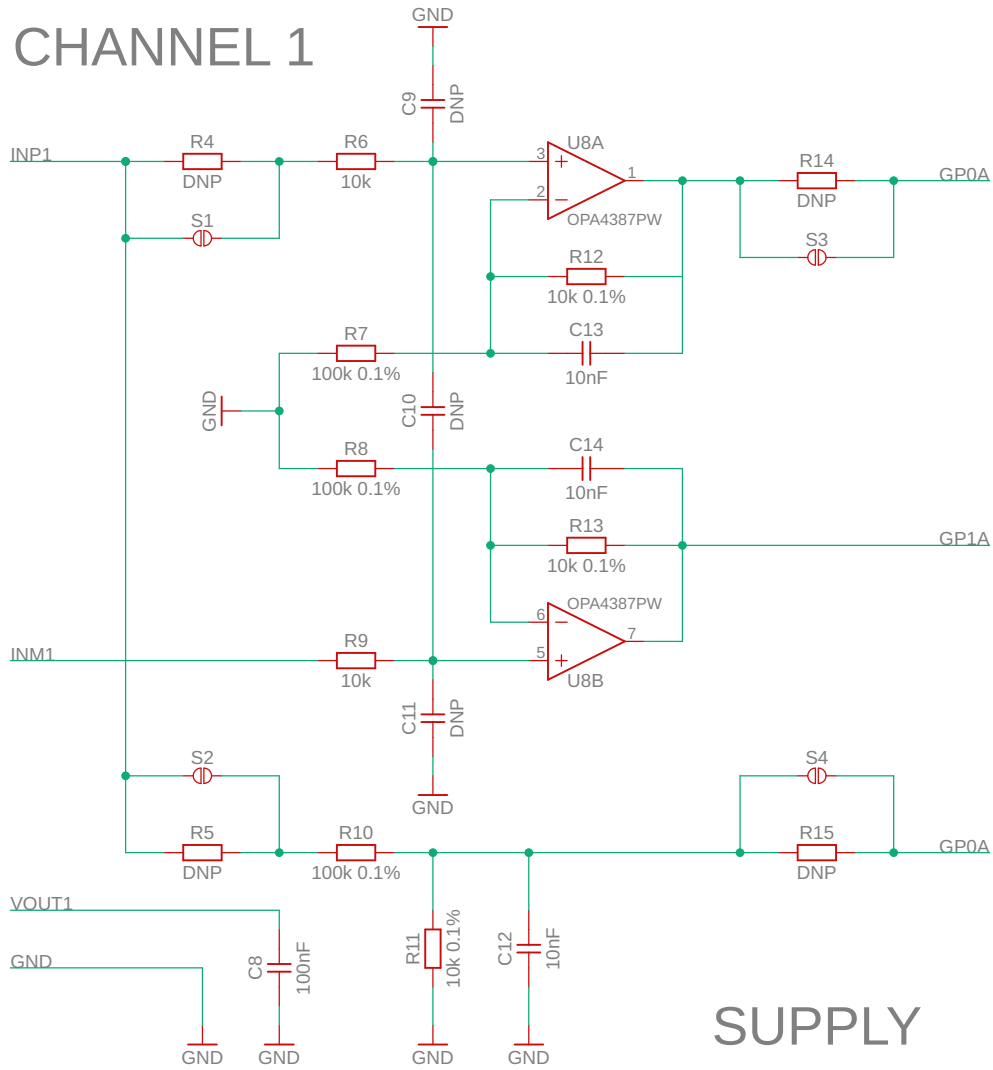 GND
CHANNEL 1
C9
DNP
INP1
R4
DNP
R6
10k
S1
U8A
3
2
1
OPA4387PW
R14
DNP
GP0A
S3
R12
10k 0.1%
C13
10nF
R7
100k 0.1%
GND
C10
DNP
R8
100k 0.1%
C14
10nF
R13
10k 0.1%
GP1A
OPA4387PW
6
5
7
U8B
INM1
R9
10k
C11
DNP
GND
S2
R5
DNP
R10
100k 0.1%
S4
R15
DNP
GP0A
VOUT1
GND
C8
100nF
R11
10k 0.1%
C12
10nF
GND
GND
GND
GND
SUPPLY